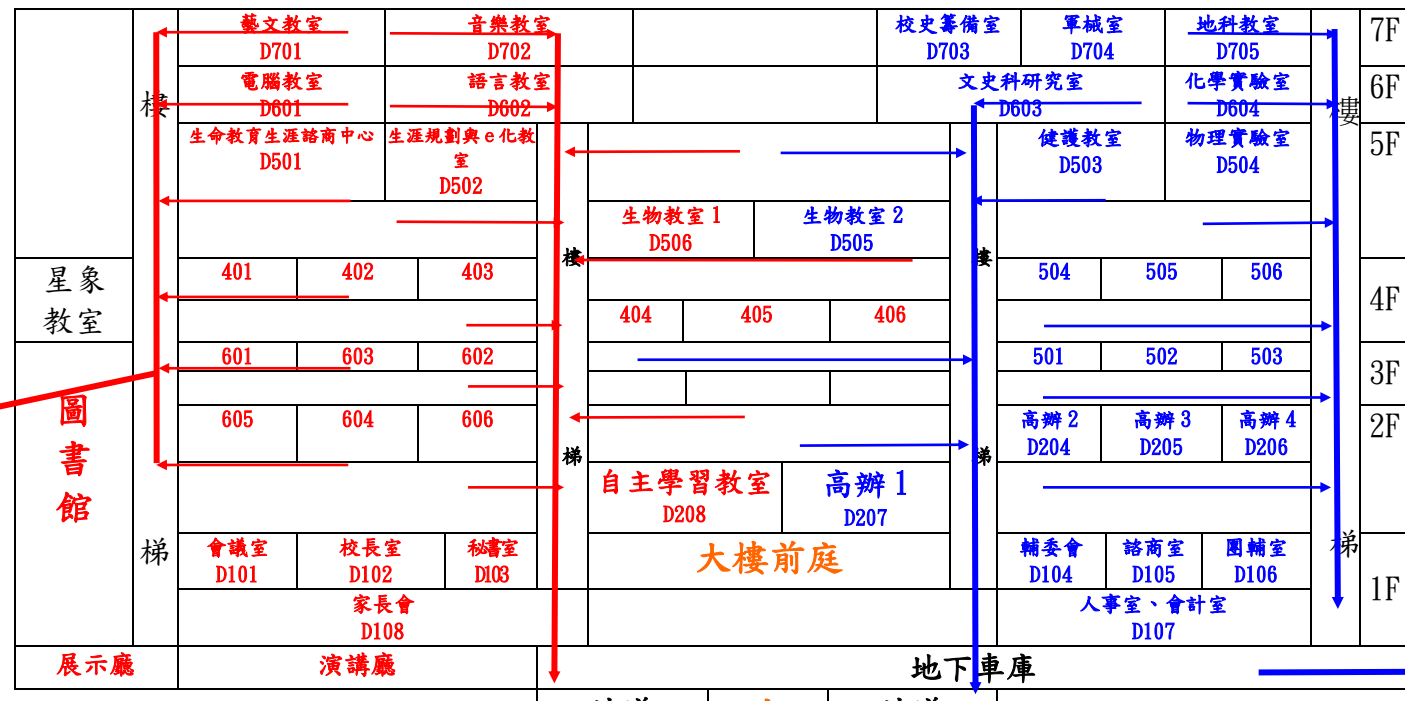 藝文教室
D701
音樂教室
D702
校史籌備室
D703
軍械室
D704
地科教室
D705
7F
電腦教室
D601
語言教室
D602
文史科研究室
D603
化學實驗室
D604
6F
樓
樓
生命教育生涯諮商中心
D501
生涯規劃與e化教
室
D502
健護教室
D503
物理實驗室
D504
5F
生物教室1
D506
生物教室2
D505
樓
樓
星象
教室
401
402
403
504
505
506
4F
404
405
406
601
603
602
501
502
503
3F
圖
書
館
605
604
606
高辦2
D204
高辦3
D205
高辦4
D206
2F
梯
梯
自主學習教室
D208
高辦1
D207
梯
梯
會議室
D101
校長室
D102
秘書室
D103
大樓前庭
輔委會
D104
諮商室
D105
團輔室
D106
1F
家長會
D108
人事室、會計室
D107
展示廳
演講廳
地下車庫